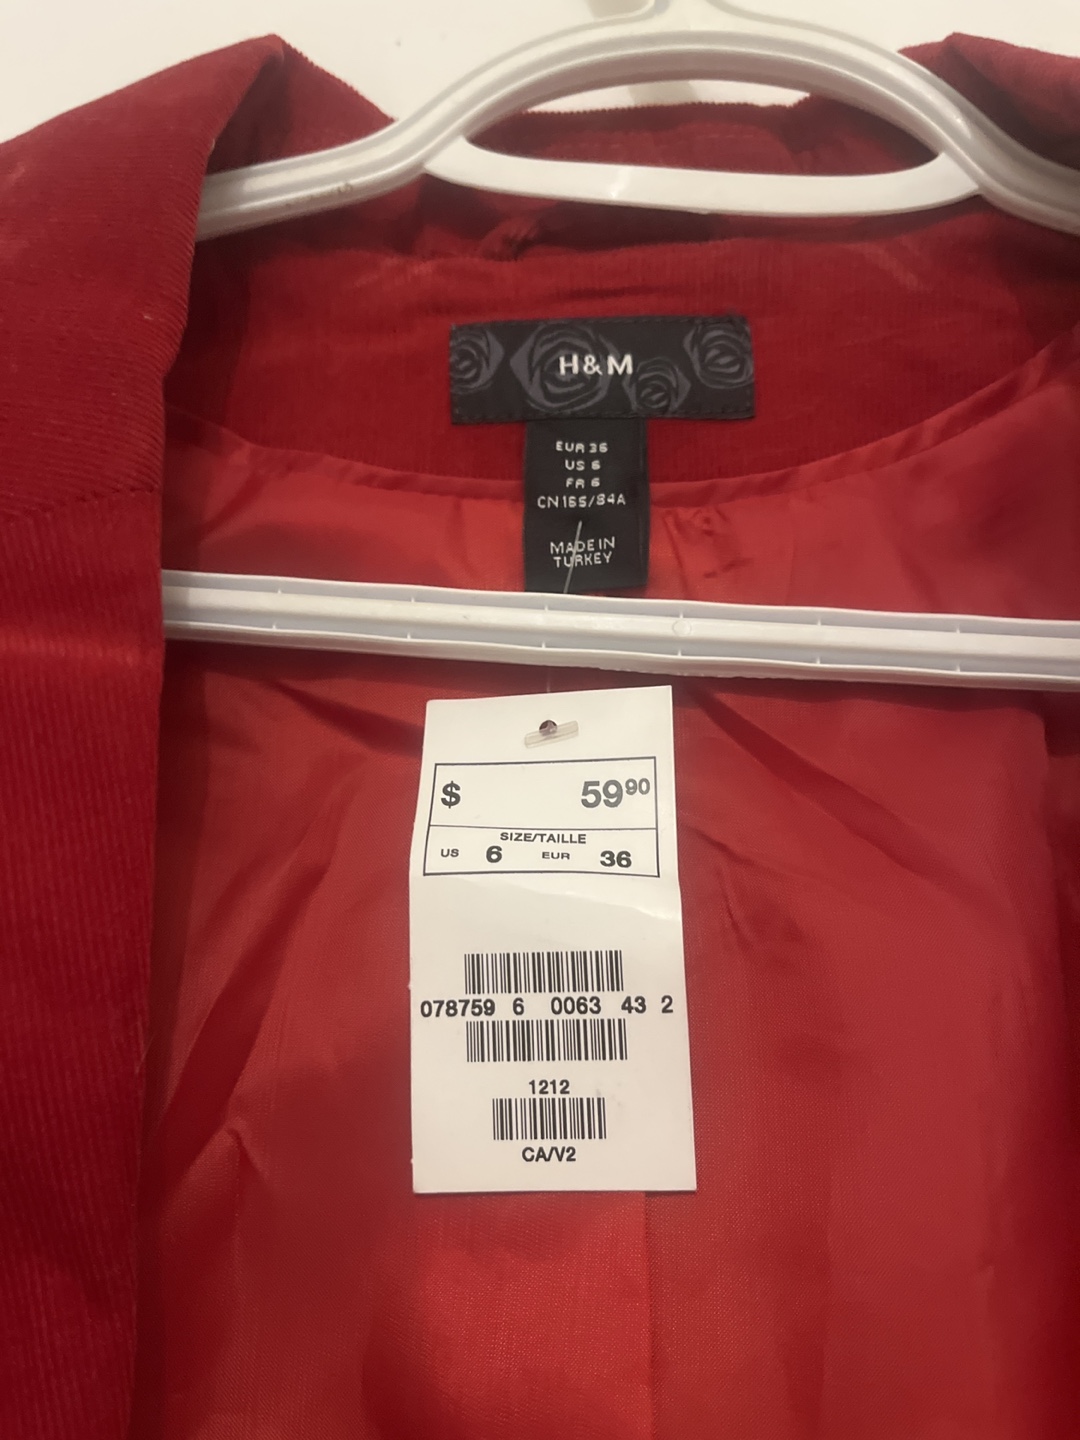 H&M
EUR 36
US 6
FR 6
CN 165/84A
MADE IN
TURKEY
$ 59⁹⁰
SIZE/TAILLE
US 6 EUR 36
078759 6 0063 43 2
1212
CA/V2